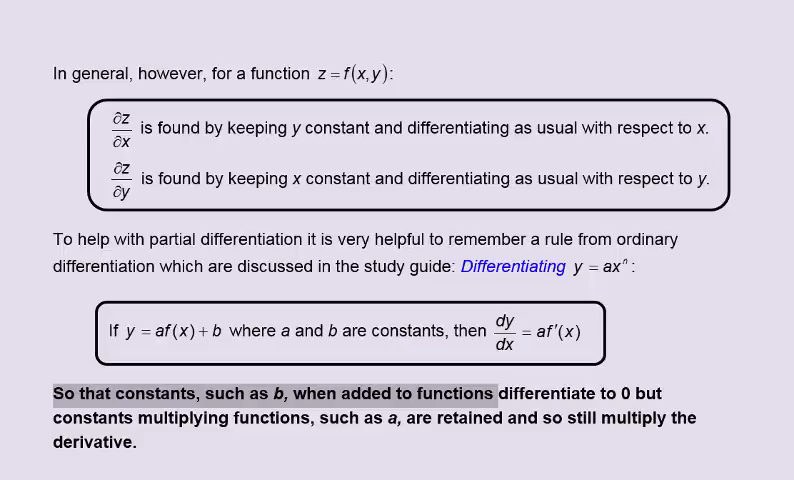 In general, however, for a function z = f(x, y):
∂z/∂x is found by keeping y constant and differentiating as usual with respect to x.
∂z/∂y is found by keeping x constant and differentiating as usual with respect to y.
To help with partial differentiation it is very helpful to remember a rule from ordinary
differentiation which are discussed in the study guide: Differentiating y = axⁿ :
If y = af(x) + b where a and b are constants, then dy/dx = af′(x)
So that constants, such as b, when added to functions differentiate to 0 but
constants multiplying functions, such as a, are retained and so still multiply the
derivative.